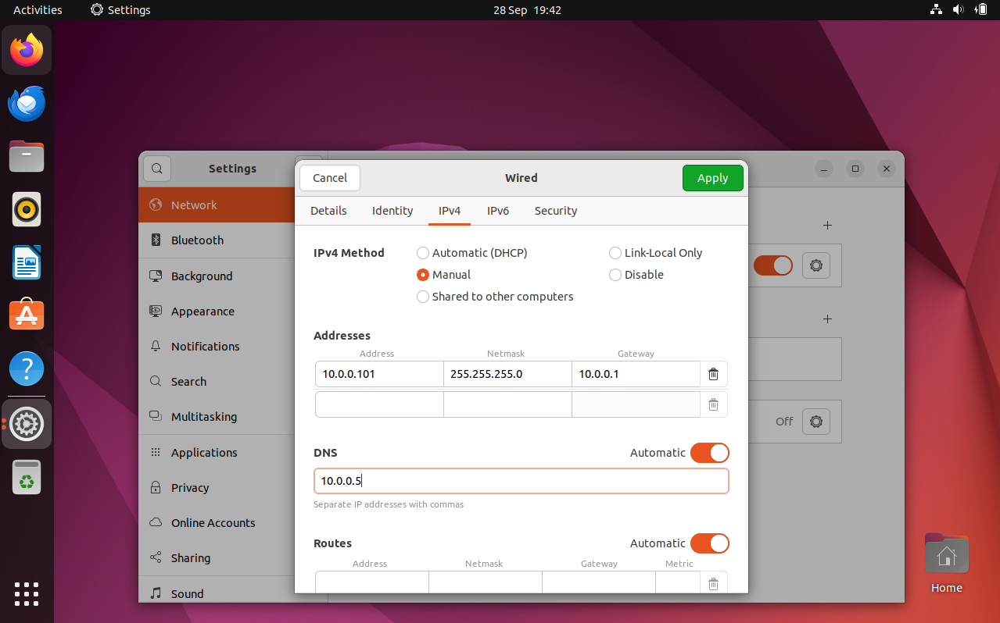 Activities Settings 28 Sep 19:42
Settings
Cancel Wired Apply
Details Identity IPv4 IPv6 Security
Network
Bluetooth
Background
Appearance
Notifications
Search
Multitasking
Applications
Privacy
Online Accounts
Sharing
Sound
IPv4 Method Automatic (DHCP) Link-Local Only
Manual Disable
Shared to other computers
Addresses
Address Netmask Gateway
10.0.0.101 255.255.255.0 10.0.0.1
DNS Automatic
10.0.0.5
Separate IP addresses with commas
Routes Automatic
Address Netmask Gateway Metric
Off
Home